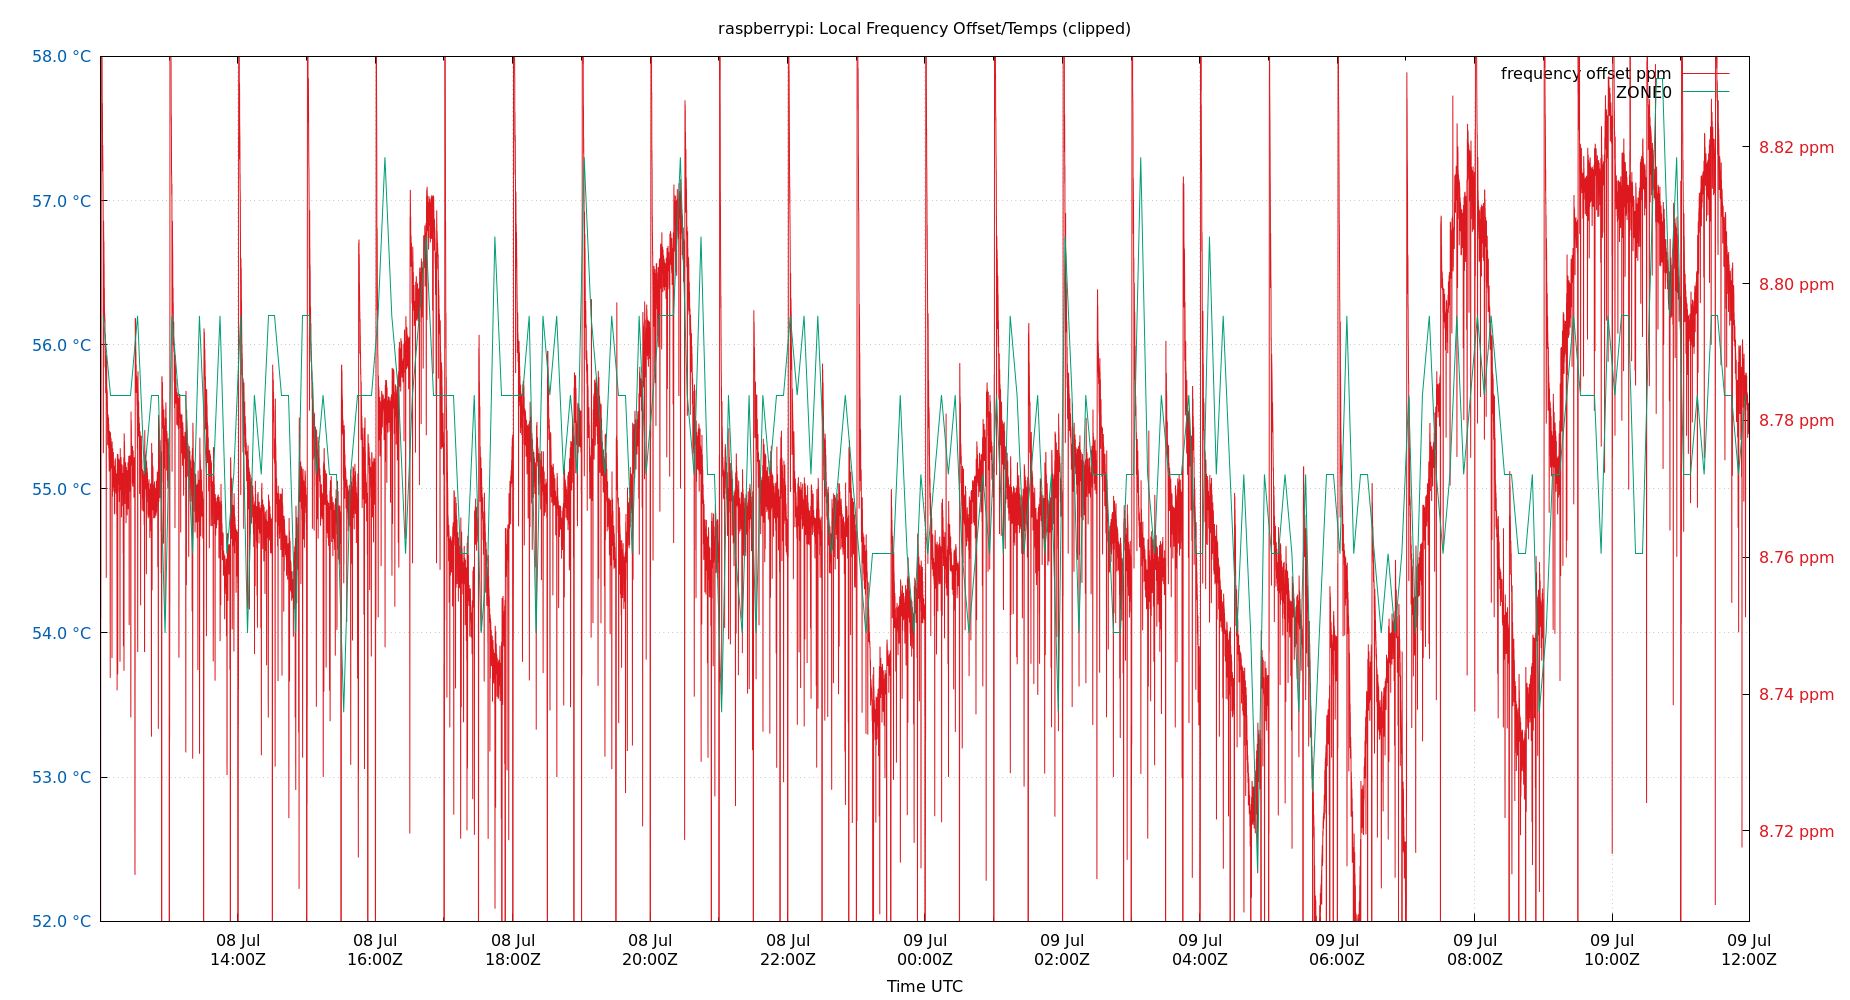 raspberrypi: Local Frequency Offset/Temps (clipped)
58.0 °C
57.0 °C
56.0 °C
55.0 °C
54.0 °C
53.0 °C
52.0 °C
frequency offset ppm
ZONE0
8.82 ppm
8.80 ppm
8.78 ppm
8.76 ppm
8.74 ppm
8.72 ppm
08 Jul
14:00Z
08 Jul
16:00Z
08 Jul
18:00Z
08 Jul
20:00Z
08 Jul
22:00Z
09 Jul
00:00Z
09 Jul
02:00Z
09 Jul
04:00Z
09 Jul
06:00Z
09 Jul
08:00Z
09 Jul
10:00Z
09 Jul
12:00Z
Time UTC